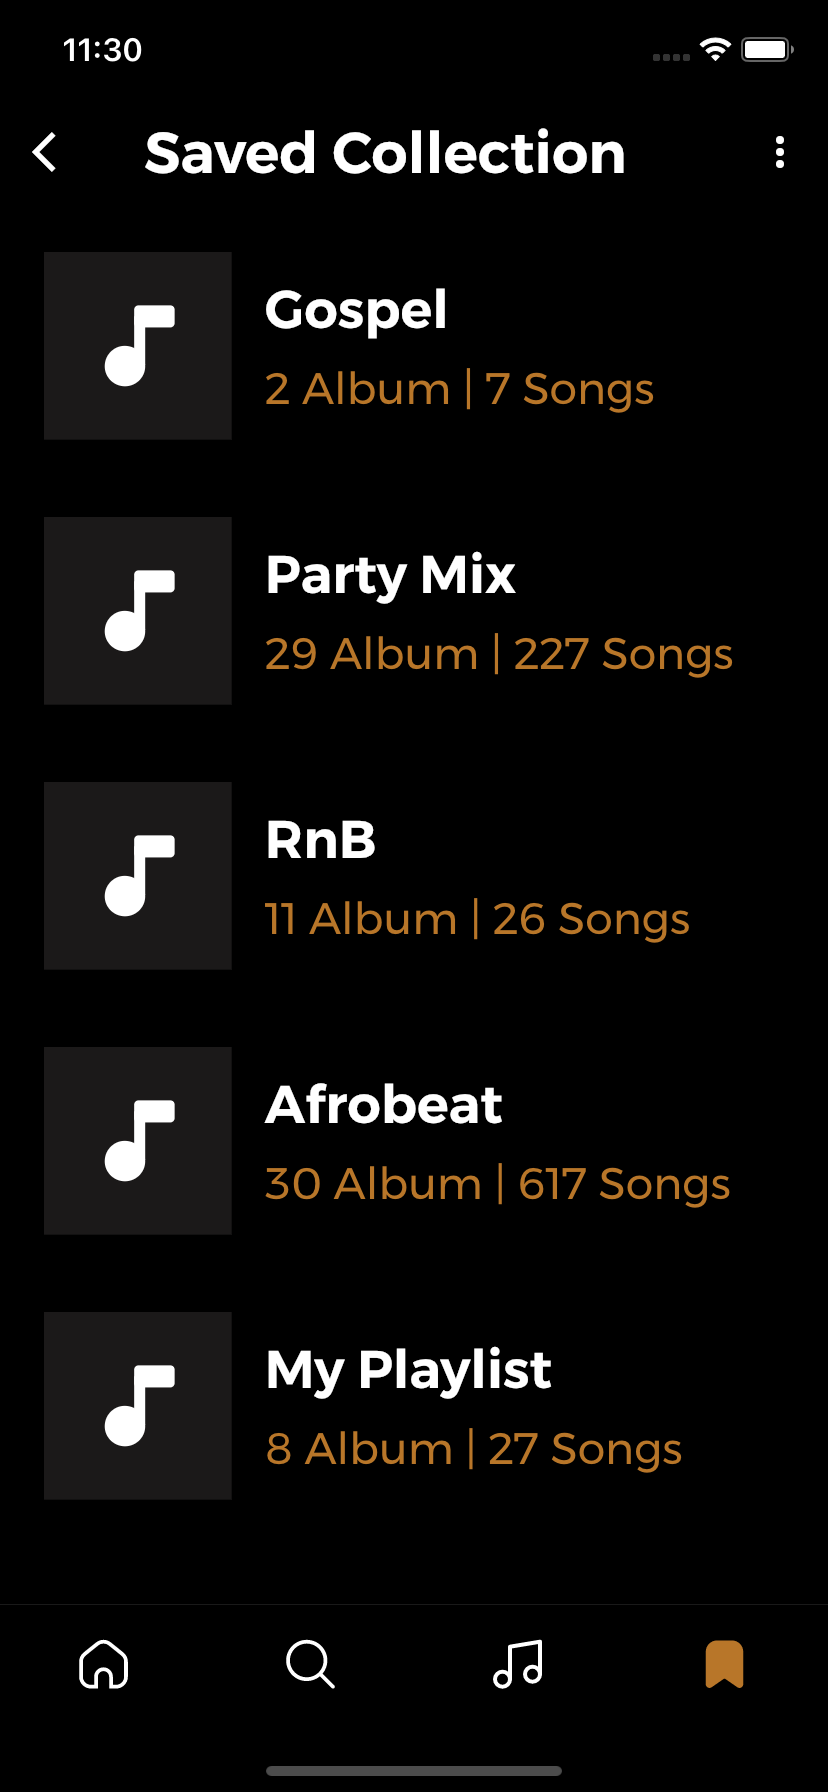 11:30
Saved Collection
Gospel
2 Album | 7 Songs
Party Mix
29 Album | 227 Songs
RnB
11 Album | 26 Songs
Afrobeat
30 Album | 617 Songs
My Playlist
8 Album | 27 Songs